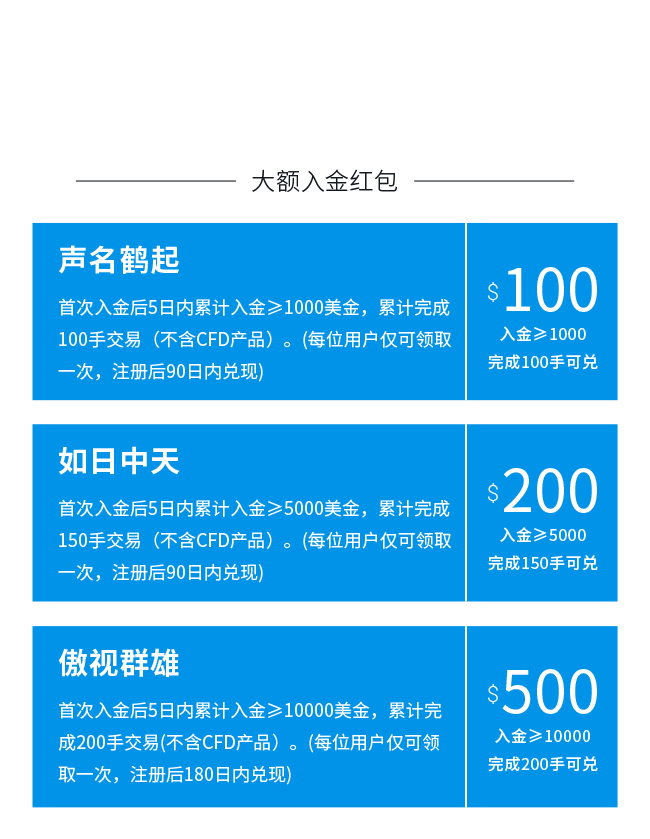 大额入金红包
声名鹤起
首次入金后5日内累计入金≥1000美金，累计完成
100手交易（不含CFD产品）。(每位用户仅可领取
一次，注册后90日内兑现)
$100
入金≥1000
完成100手可兑
如日中天
首次入金后5日内累计入金≥5000美金，累计完成
150手交易（不含CFD产品）。(每位用户仅可领取
一次，注册后90日内兑现)
$200
入金≥5000
完成150手可兑
傲视群雄
首次入金后5日内累计入金≥10000美金，累计完
成200手交易(不含CFD产品）。(每位用户仅可领
取一次，注册后180日内兑现)
$500
入金≥10000
完成200手可兑